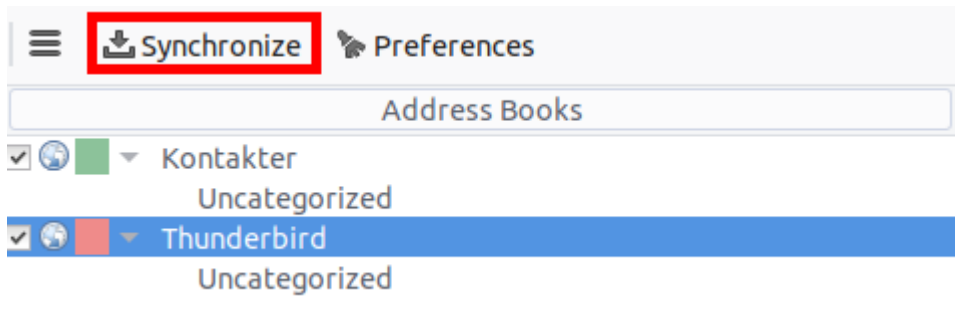 Synchronize Preferences
Address Books
Kontakter
Uncategorized
Thunderbird
Uncategorized